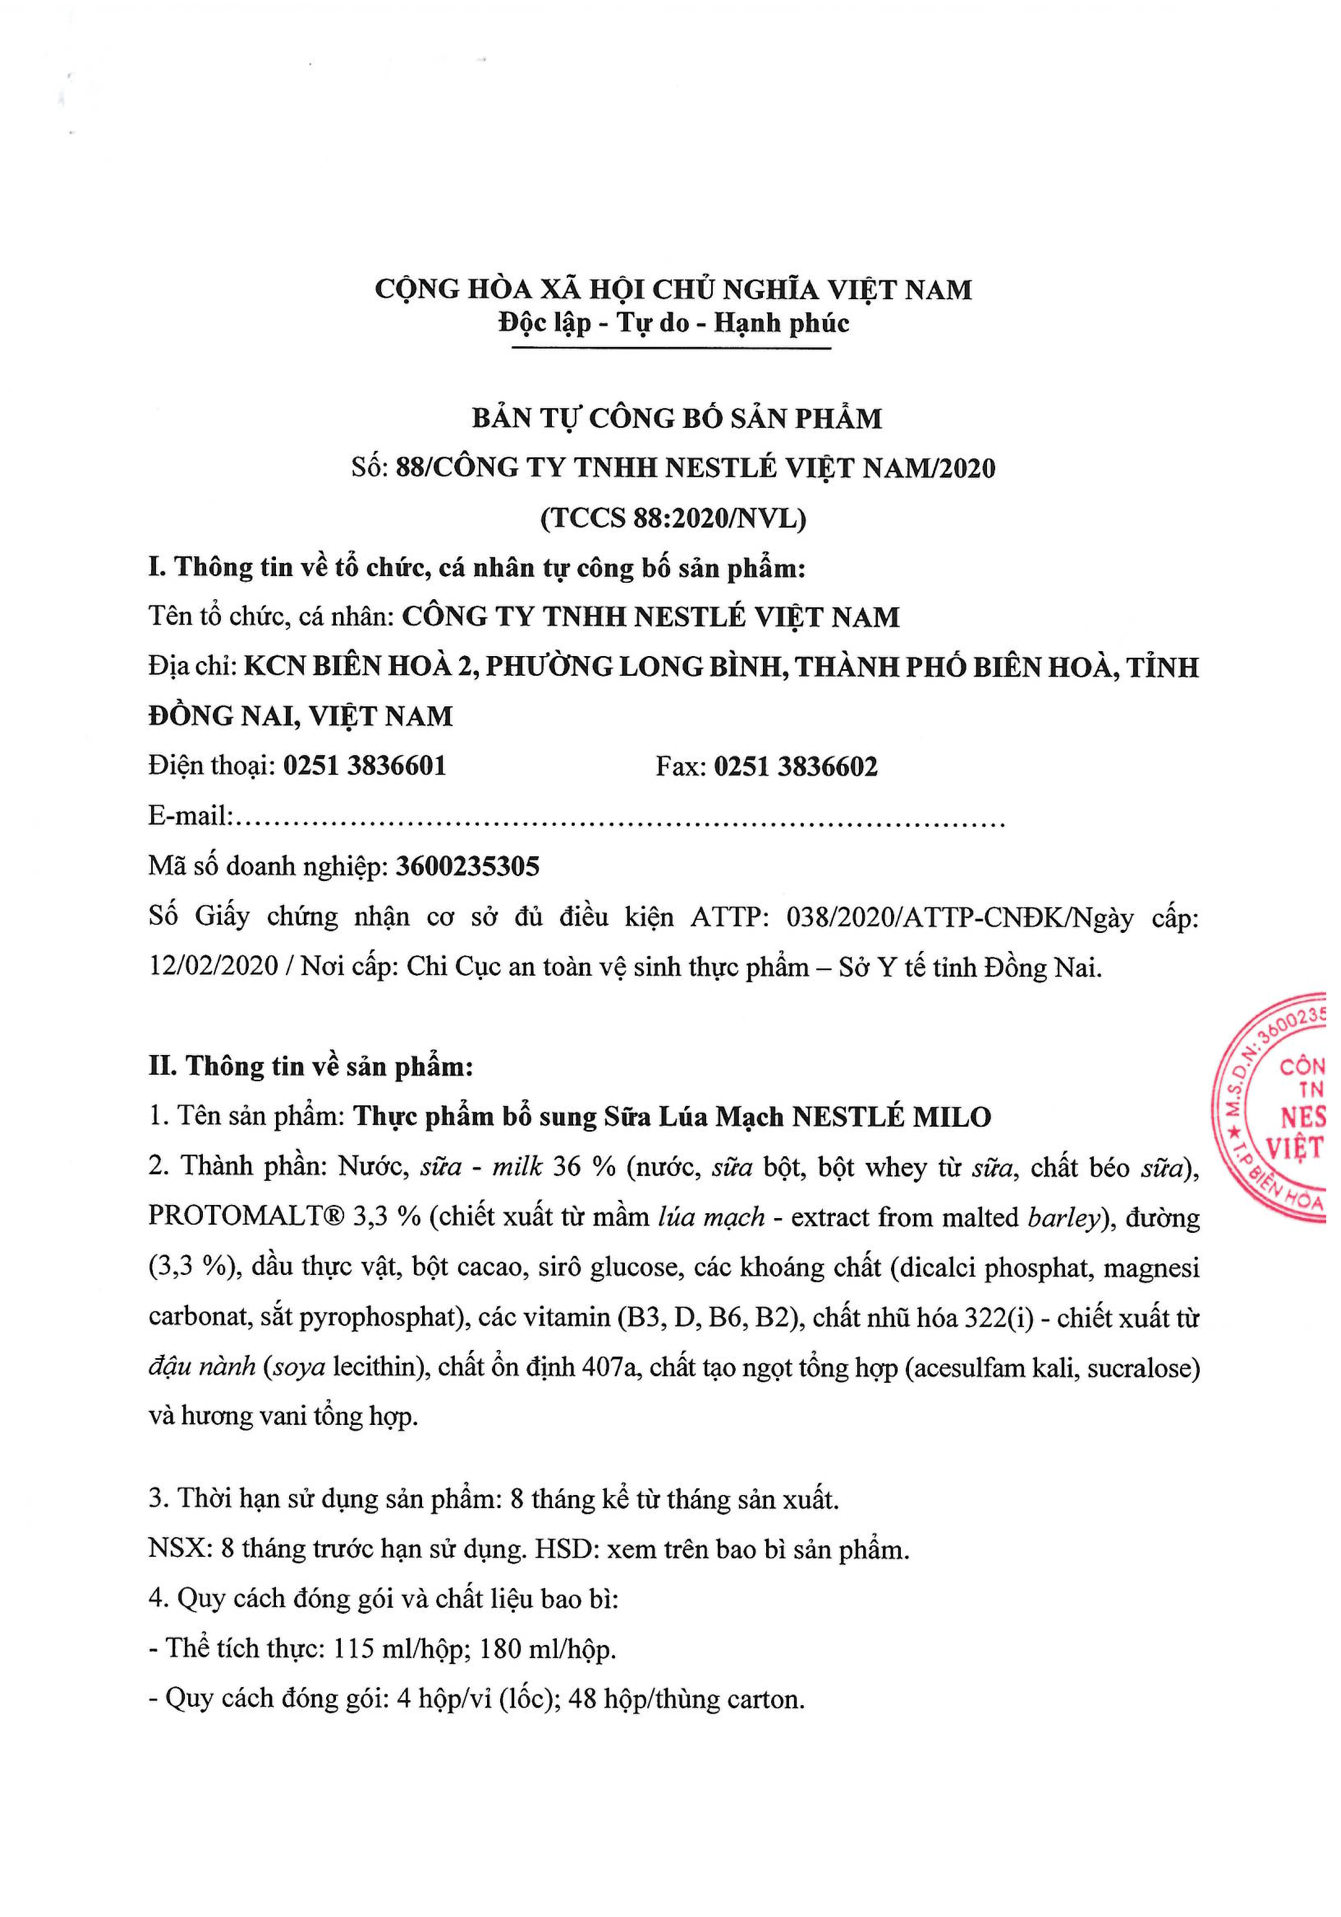 CỘNG HÒA XÃ HỘI CHỦ NGHĨA VIỆT NAM
Độc lập - Tự do - Hạnh phúc
BẢN TỰ CÔNG BỐ SẢN PHẨM
Số: 88/CÔNG TY TNHH NESTLÉ VIỆT NAM/2020
(TCCS 88:2020/NVL)
I. Thông tin về tổ chức, cá nhân tự công bố sản phẩm:
Tên tổ chức, cá nhân: CÔNG TY TNHH NESTLÉ VIỆT NAM
Địa chỉ: KCN BIÊN HOÀ 2, PHƯỜNG LONG BÌNH, THÀNH PHỐ BIÊN HOÀ, TỈNH
ĐỒNG NAI, VIỆT NAM
Điện thoại: 0251 3836601 Fax: 0251 3836602
E-mail:................................................................................
Mã số doanh nghiệp: 3600235305
Số Giấy chứng nhận cơ sở đủ điều kiện ATTP: 038/2020/ATTP-CNĐK/Ngày cấp:
12/02/2020 / Nơi cấp: Chi Cục an toàn vệ sinh thực phẩm – Sở Y tế tỉnh Đồng Nai.
II. Thông tin về sản phẩm:
1. Tên sản phẩm: Thực phẩm bổ sung Sữa Lúa Mạch NESTLÉ MILO
2. Thành phần: Nước, sữa - milk 36 % (nước, sữa bột, bột whey từ sữa, chất béo sữa),
PROTOMALT® 3,3 % (chiết xuất từ mầm lúa mạch - extract from malted barley), đường
(3,3 %), dầu thực vật, bột cacao, sirô glucose, các khoáng chất (dicalci phosphat, magnesi
carbonat, sắt pyrophosphat), các vitamin (B3, D, B6, B2), chất nhũ hóa 322(i) - chiết xuất từ
đậu nành (soya lecithin), chất ổn định 407a, chất tạo ngọt tổng hợp (acesulfam kali, sucralose)
và hương vani tổng hợp.
3. Thời hạn sử dụng sản phẩm: 8 tháng kể từ tháng sản xuất.
NSX: 8 tháng trước hạn sử dụng. HSD: xem trên bao bì sản phẩm.
4. Quy cách đóng gói và chất liệu bao bì:
- Thể tích thực: 115 ml/hộp; 180 ml/hộp.
- Quy cách đóng gói: 4 hộp/vỉ (lốc); 48 hộp/thùng carton.
M.S.D.N: 3600235
CÔN
TN
NES
VIỆT
★ T.P BIÊN HÒA